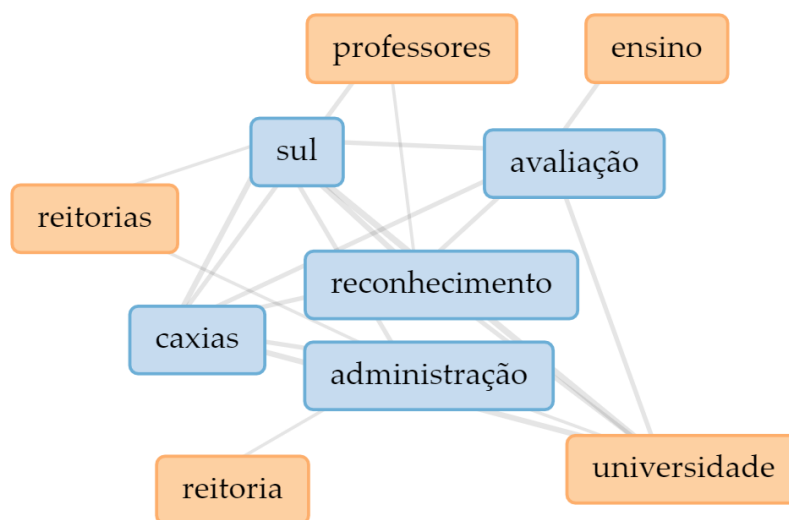 professores
ensino
sul
avaliação
reitorias
reconhecimento
caxias
administração
universidade
reitoria